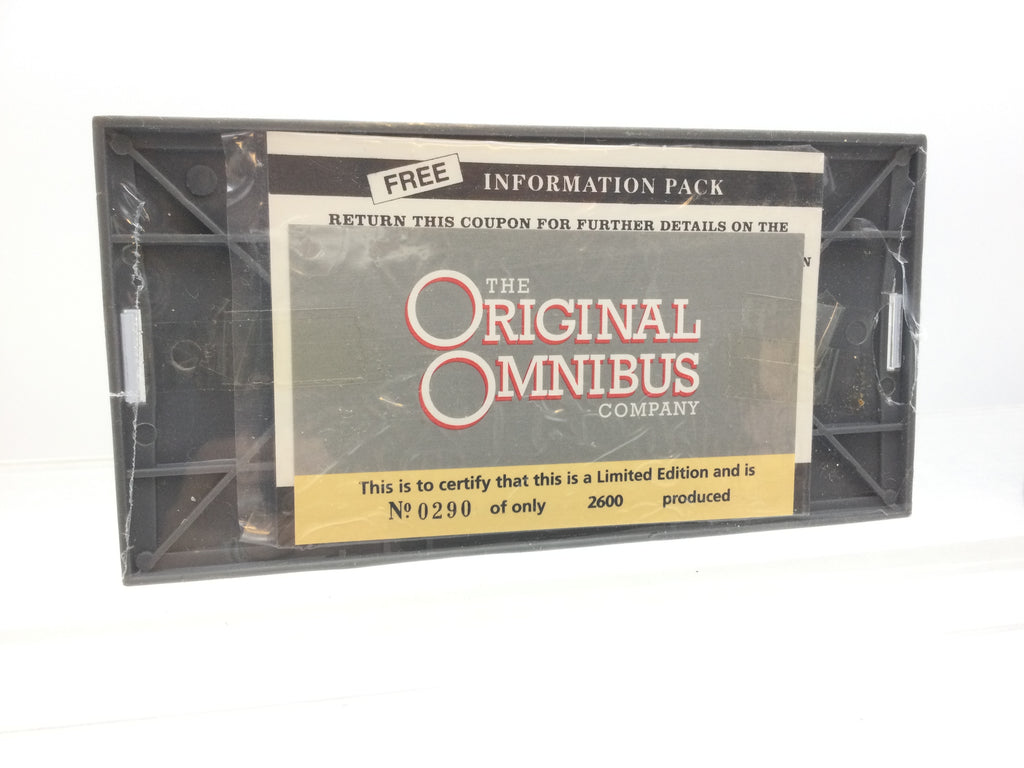 FREE INFORMATION PACK
RETURN THIS COUPON FOR FURTHER DETAILS ON THE
N
THE
ORIGINAL
OMNIBUS
COMPANY
This is to certify that this is a Limited Edition and is
No 0290 of only 2600 produced